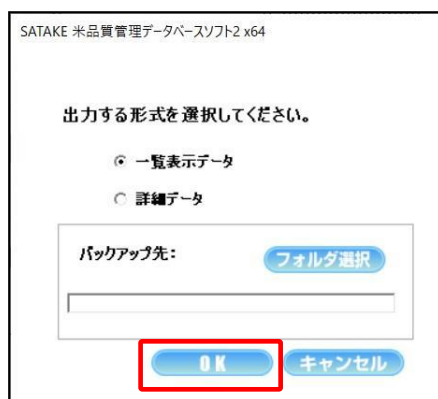 SATAKE 米品質管理データベースソフト2 x64
出力する形式を選択してください。
一覧表示データ
詳細データ
バックアップ先：
フォルダ選択
OK
キャンセル